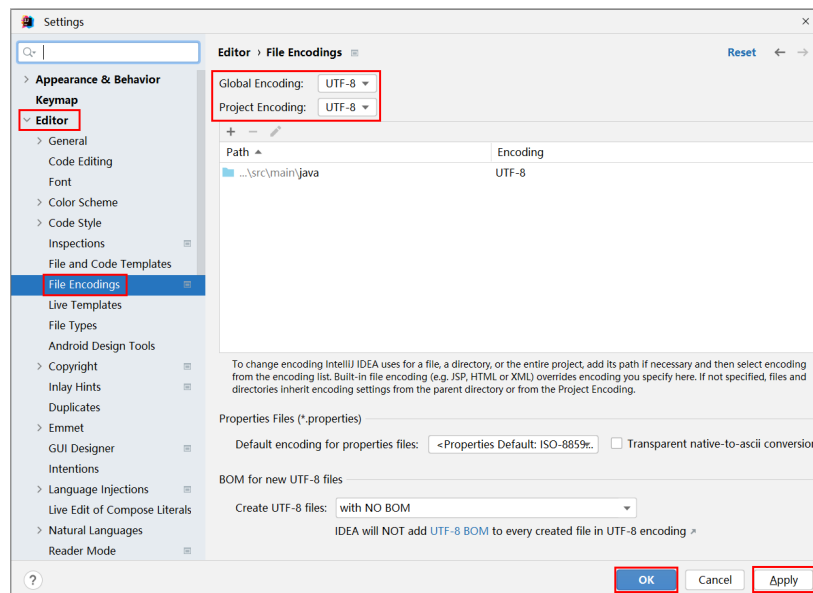 Settings
Appearance & Behavior
Keymap
Editor
General
Code Editing
Font
Color Scheme
Code Style
Inspections
File and Code Templates
File Encodings
Live Templates
File Types
Android Design Tools
Copyright
Inlay Hints
Duplicates
Emmet
GUI Designer
Intentions
Language Injections
Live Edit of Compose Literals
Natural Languages
Reader Mode
?
Editor › File Encodings
Reset
Global Encoding: UTF-8
Project Encoding: UTF-8
Path Encoding
...\src\main\java UTF-8
To change encoding IntelliJ IDEA uses for a file, a directory, or the entire project, add its path if necessary and then select encoding
from the encoding list. Built-in file encoding (e.g. JSP, HTML or XML) overrides encoding you specify here. If not specified, files and
directories inherit encoding settings from the parent directory or from the Project Encoding.
Properties Files (*.properties)
Default encoding for properties files: <Properties Default: ISO-8859 Transparent native-to-ascii conversion
BOM for new UTF-8 files
Create UTF-8 files: with NO BOM
IDEA will NOT add UTF-8 BOM to every created file in UTF-8 encoding
OK Cancel Apply